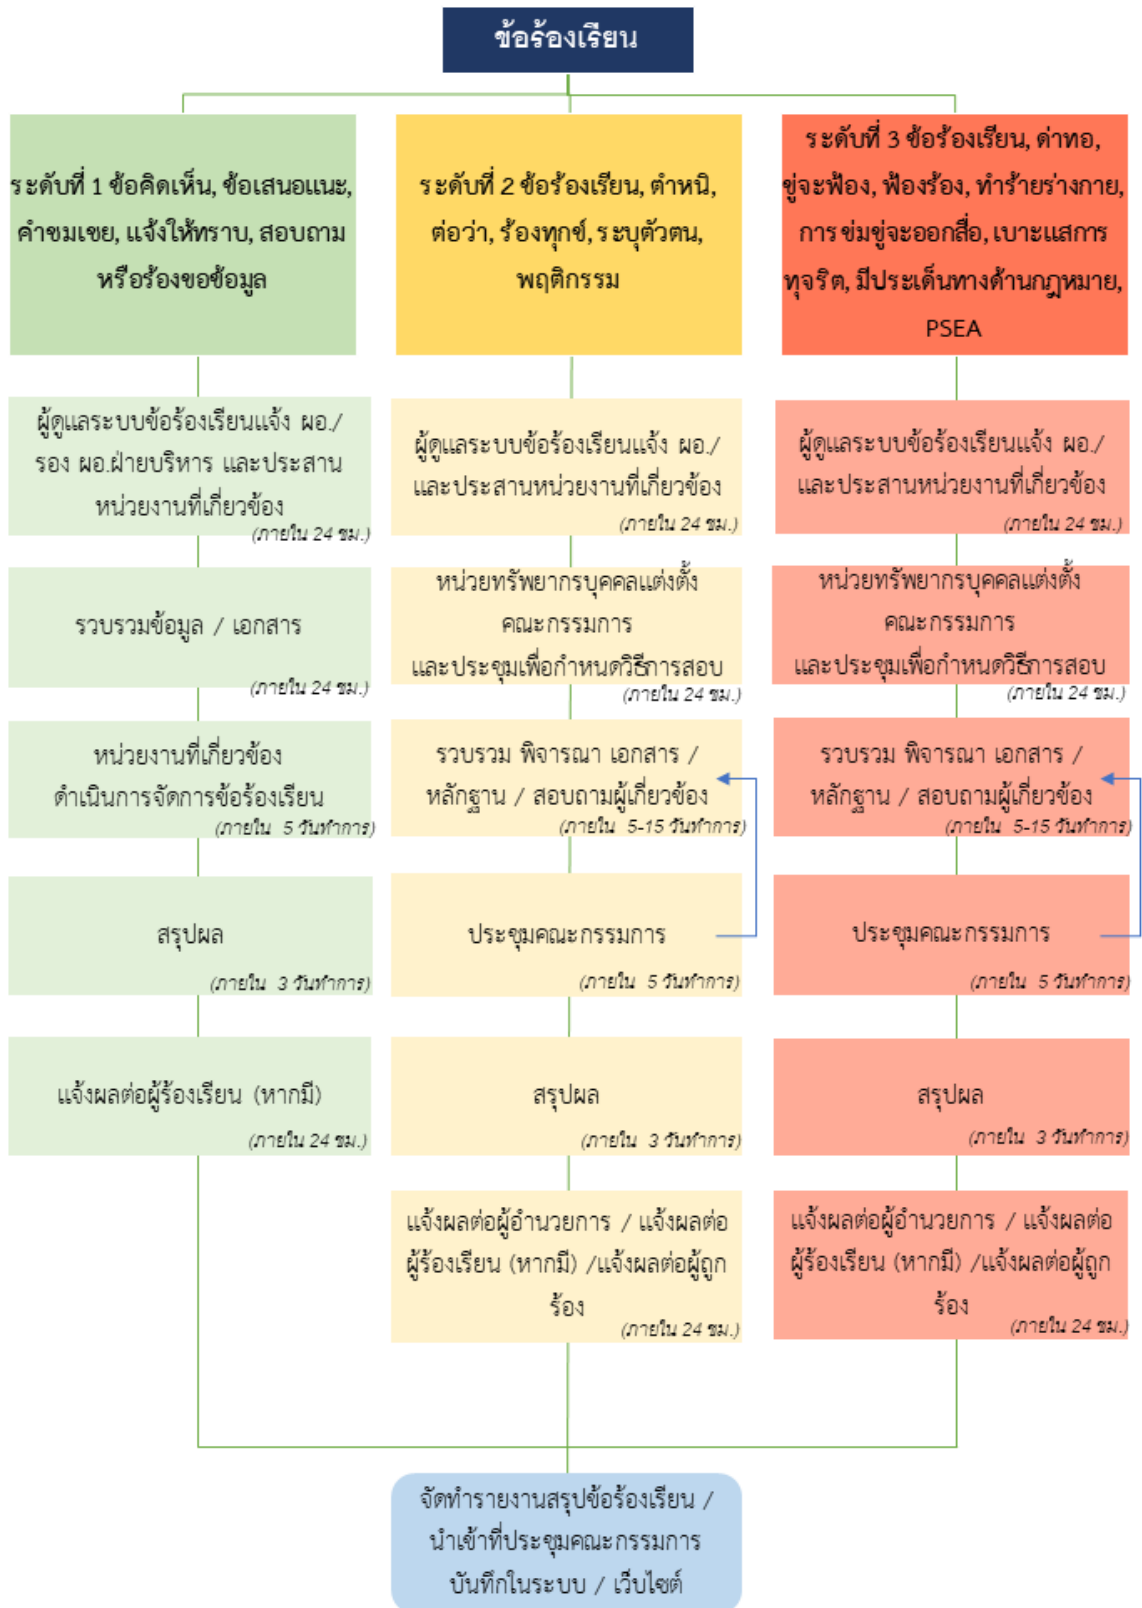 ข้อร้องเรียน
ระดับที่ 1 ข้อคิดเห็น, ข้อเสนอแนะ,
คำชมเชย, แจ้งให้ทราบ, สอบถาม
หรือร้องขอข้อมูล
ผู้ดูแลระบบข้อร้องเรียนแจ้ง ผอ./
รอง ผอ.ฝ่ายบริหาร และประสาน
หน่วยงานที่เกี่ยวข้อง
(ภายใน 24 ชม.)
รวบรวมข้อมูล / เอกสาร
(ภายใน 24 ชม.)
หน่วยงานที่เกี่ยวข้อง
ดำเนินการจัดการข้อร้องเรียน
(ภายใน 5 วันทำการ)
สรุปผล
(ภายใน 3 วันทำการ)
แจ้งผลต่อผู้ร้องเรียน (หากมี)
(ภายใน 24 ชม.)
ระดับที่ 2 ข้อร้องเรียน, ตำหนิ,
ต่อว่า, ร้องทุกข์, ระบุตัวตน,
พฤติกรรม
ผู้ดูแลระบบข้อร้องเรียนแจ้ง ผอ./
และประสานหน่วยงานที่เกี่ยวข้อง
(ภายใน 24 ชม.)
หน่วยทรัพยากรบุคคลแต่งตั้ง
คณะกรรมการ
และประชุมเพื่อกำหนดวิธีการสอบ
(ภายใน 24 ชม.)
รวบรวม พิจารณา เอกสาร /
หลักฐาน / สอบถามผู้เกี่ยวข้อง
(ภายใน 5-15 วันทำการ)
ประชุมคณะกรรมการ
(ภายใน 5 วันทำการ)
สรุปผล
(ภายใน 3 วันทำการ)
แจ้งผลต่อผู้อำนวยการ / แจ้งผลต่อ
ผู้ร้องเรียน (หากมี) /แจ้งผลต่อผู้ถูก
ร้อง
(ภายใน 24 ชม.)
ระดับที่ 3 ข้อร้องเรียน, ด่าทอ,
ขู่จะฟ้อง, ฟ้องร้อง, ทำร้ายร่างกาย,
การข่มขู่จะออกสื่อ, เบาะแสการ
ทุจริต, มีประเด็นทางด้านกฎหมาย,
PSEA
ผู้ดูแลระบบข้อร้องเรียนแจ้ง ผอ./
และประสานหน่วยงานที่เกี่ยวข้อง
(ภายใน 24 ชม.)
หน่วยทรัพยากรบุคคลแต่งตั้ง
คณะกรรมการ
และประชุมเพื่อกำหนดวิธีการสอบ
(ภายใน 24 ชม.)
รวบรวม พิจารณา เอกสาร /
หลักฐาน / สอบถามผู้เกี่ยวข้อง
(ภายใน 5-15 วันทำการ)
ประชุมคณะกรรมการ
(ภายใน 5 วันทำการ)
สรุปผล
(ภายใน 3 วันทำการ)
แจ้งผลต่อผู้อำนวยการ / แจ้งผลต่อ
ผู้ร้องเรียน (หากมี) /แจ้งผลต่อผู้ถูก
ร้อง
(ภายใน 24 ชม.)
จัดทำรายงานสรุปข้อร้องเรียน /
นำเข้าที่ประชุมคณะกรรมการ
บันทึกในระบบ / เว็บไซต์